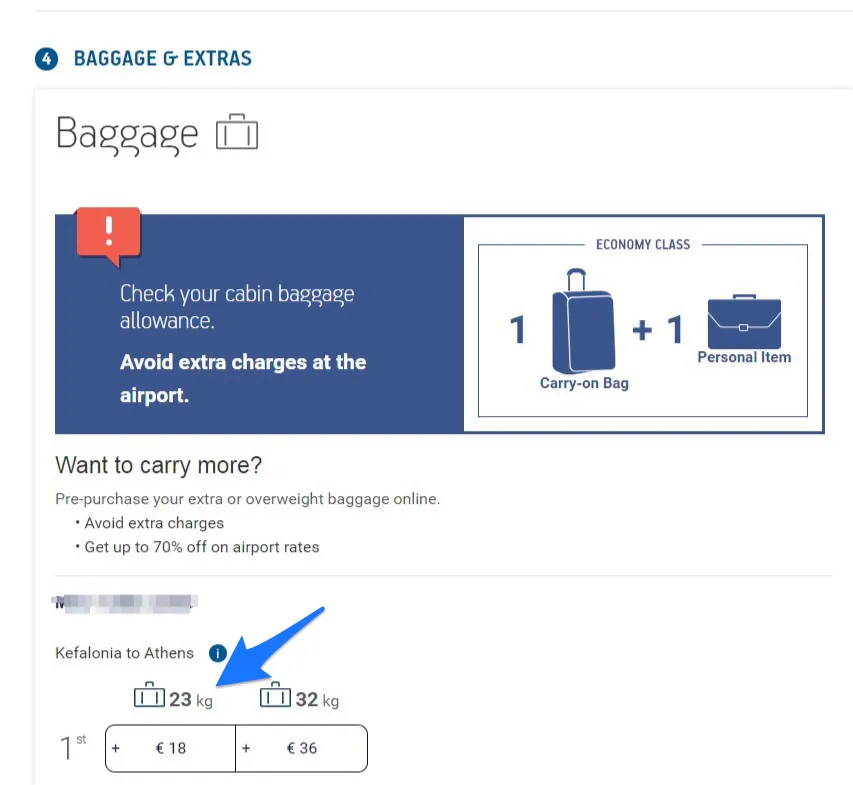 4 BAGGAGE & EXTRAS
Baggage
!
Check your cabin baggage
allowance.
Avoid extra charges at the
airport.
ECONOMY CLASS
1 + 1
Carry-on Bag
Personal Item
Want to carry more?
Pre-purchase your extra or overweight baggage online.
• Avoid extra charges
• Get up to 70% off on airport rates
Kefalonia to Athens i
23 kg 32 kg
1st + € 18 + € 36